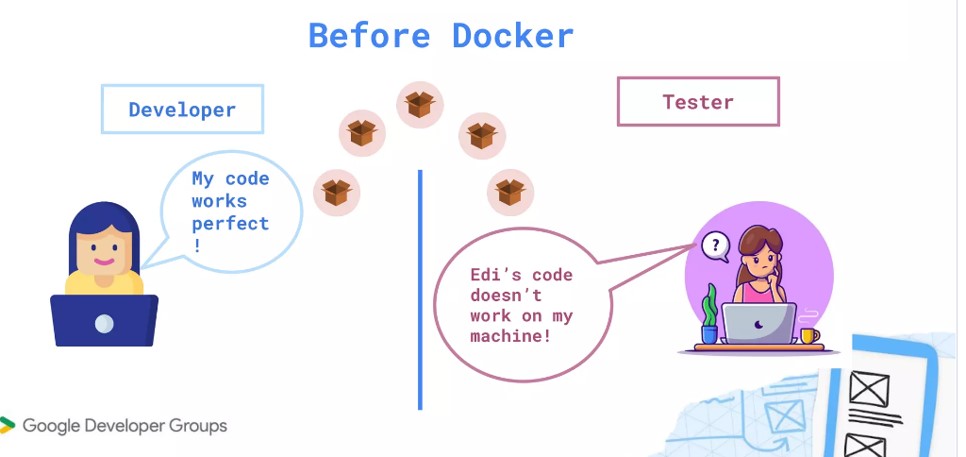 Before Docker
Developer
Tester
My code
works
perfect
!
?
Edi's code
doesn't
work on my
machine!
Google Developer Groups